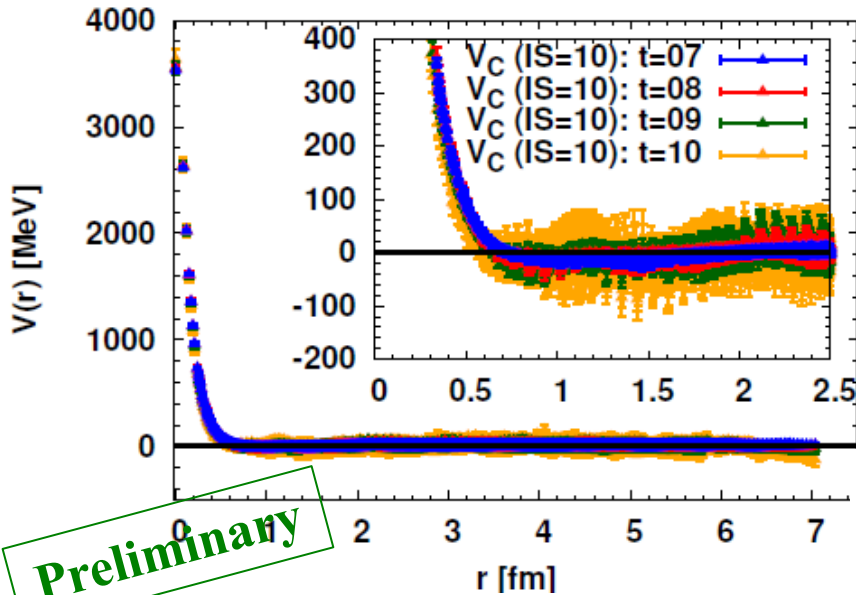 4000
3000
2000
1000
0
V(r) [MeV]
400
300
200
100
0
-100
-200
V_C (IS=10): t=07
V_C (IS=10): t=08
V_C (IS=10): t=09
V_C (IS=10): t=10
0 0.5 1 1.5 2 2.5
0 1 2 3 4 5 6 7
r [fm]
Preliminary